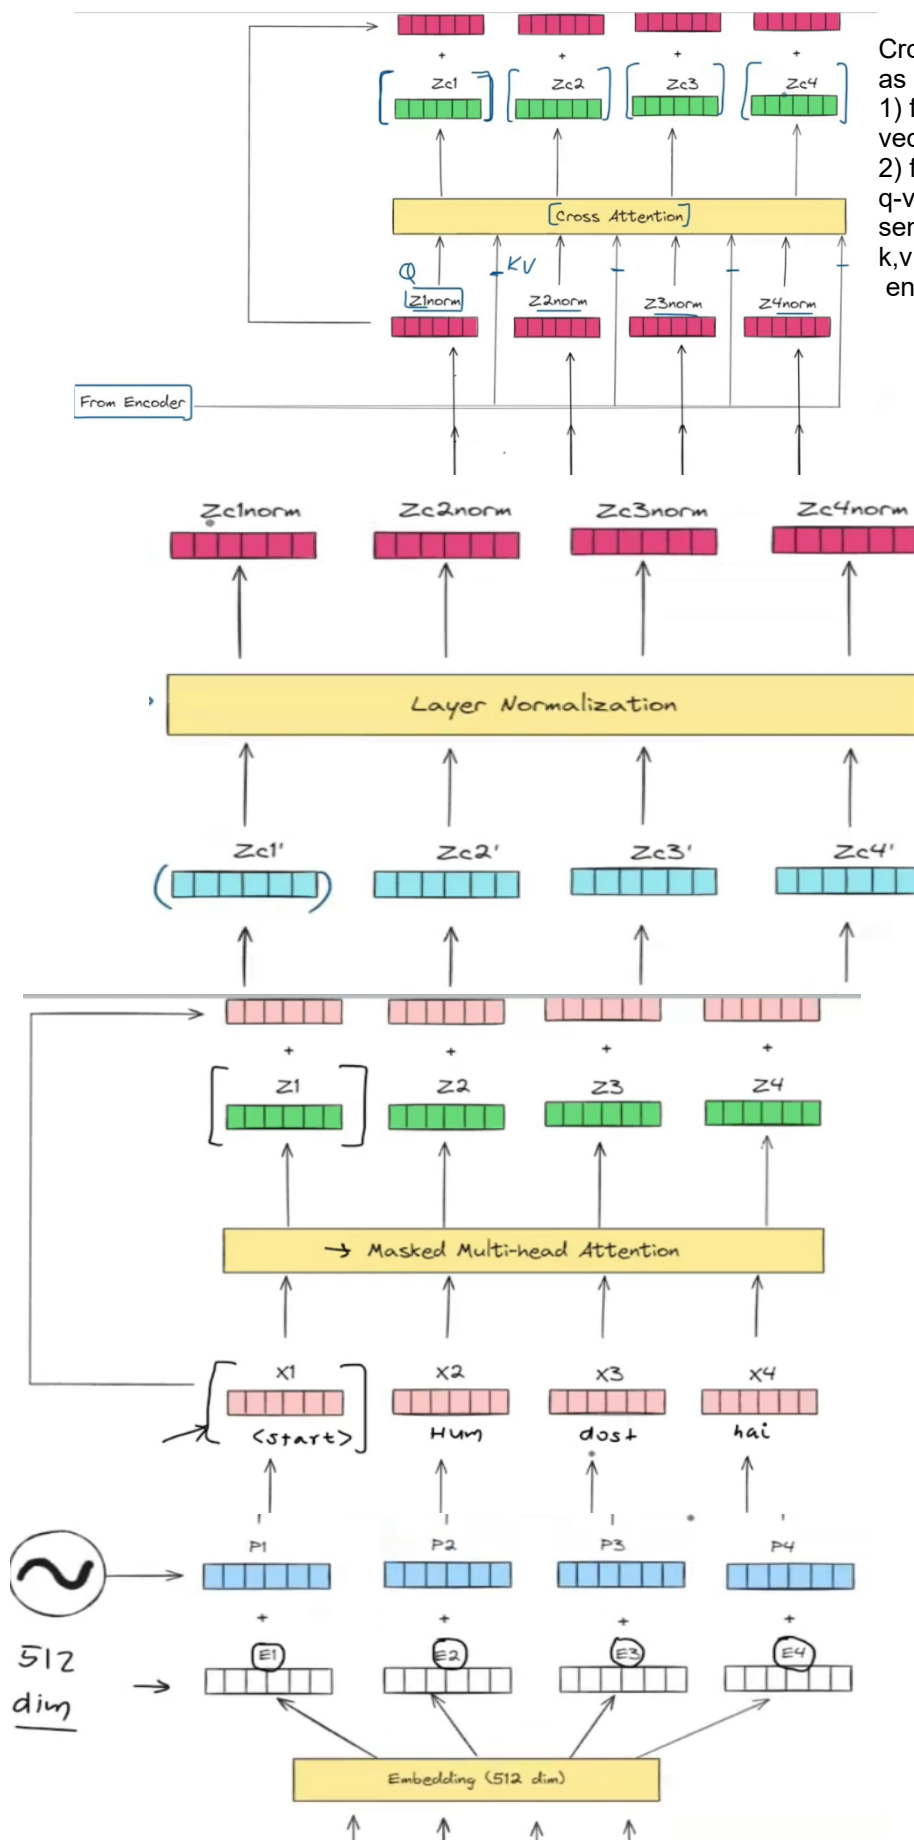 Zc1 Zc2 Zc3 Zc4
Cross Attention
Q
KV
Z1norm Z2norm Z3norm Z4norm
From Encoder
as
1)
2)
k,v
Zc1norm Zc2norm Zc3norm Zc4norm
Layer Normalization
Zc1' Zc2' Zc3' Zc4'
+ + + +
Z1 Z2 Z3 Z4
Masked Multi-head Attention
X1 X2 X3 X4
<start> Hum dost hai
P1 P2 P3 P4
+ + + +
512
dim
E1 E2 E3 E4
Embedding (512 dim)